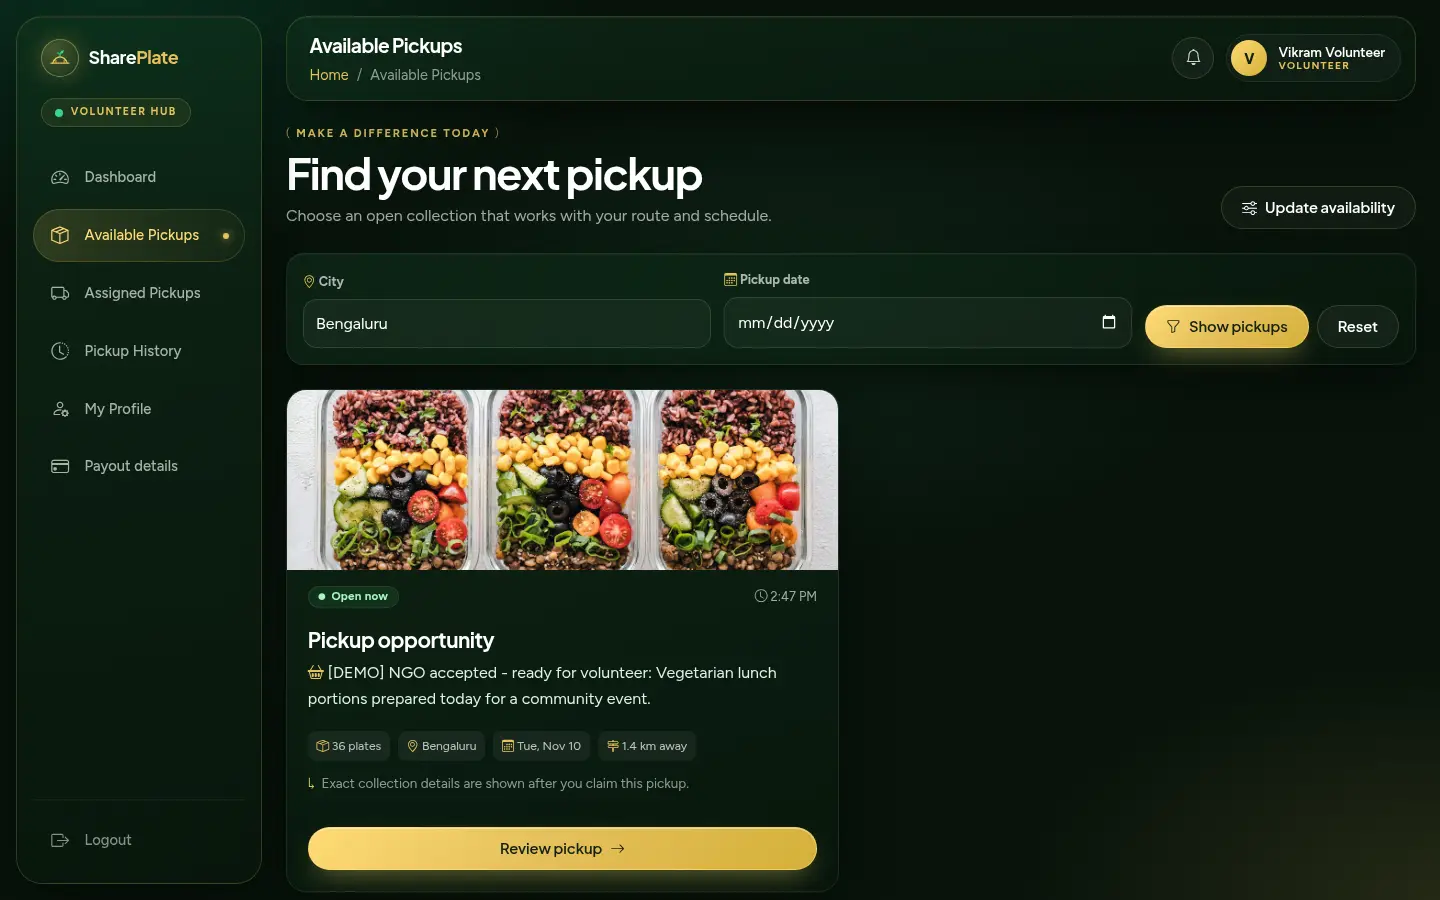 SharePlate
VOLUNTEER HUB
Dashboard
Available Pickups
Assigned Pickups
Pickup History
My Profile
Payout details
Logout
Available Pickups
Home / Available Pickups
V
Vikram Volunteer
VOLUNTEER
( MAKE A DIFFERENCE TODAY )
Find your next pickup
Choose an open collection that works with your route and schedule.
Update availability
City
Bengaluru
Pickup date
mm/dd/yyyy
Show pickups
Reset
Open now
2:47 PM
Pickup opportunity
[DEMO] NGO accepted - ready for volunteer: Vegetarian lunch
portions prepared today for a community event.
36 plates
Bengaluru
Tue, Nov 10
1.4 km away
Exact collection details are shown after you claim this pickup.
Review pickup